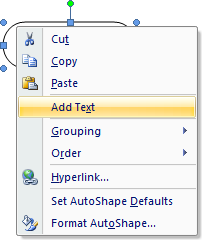 Cut
Copy
Paste
Add Text
Grouping
Order
Hyperlink...
Set AutoShape Defaults
Format AutoShape...